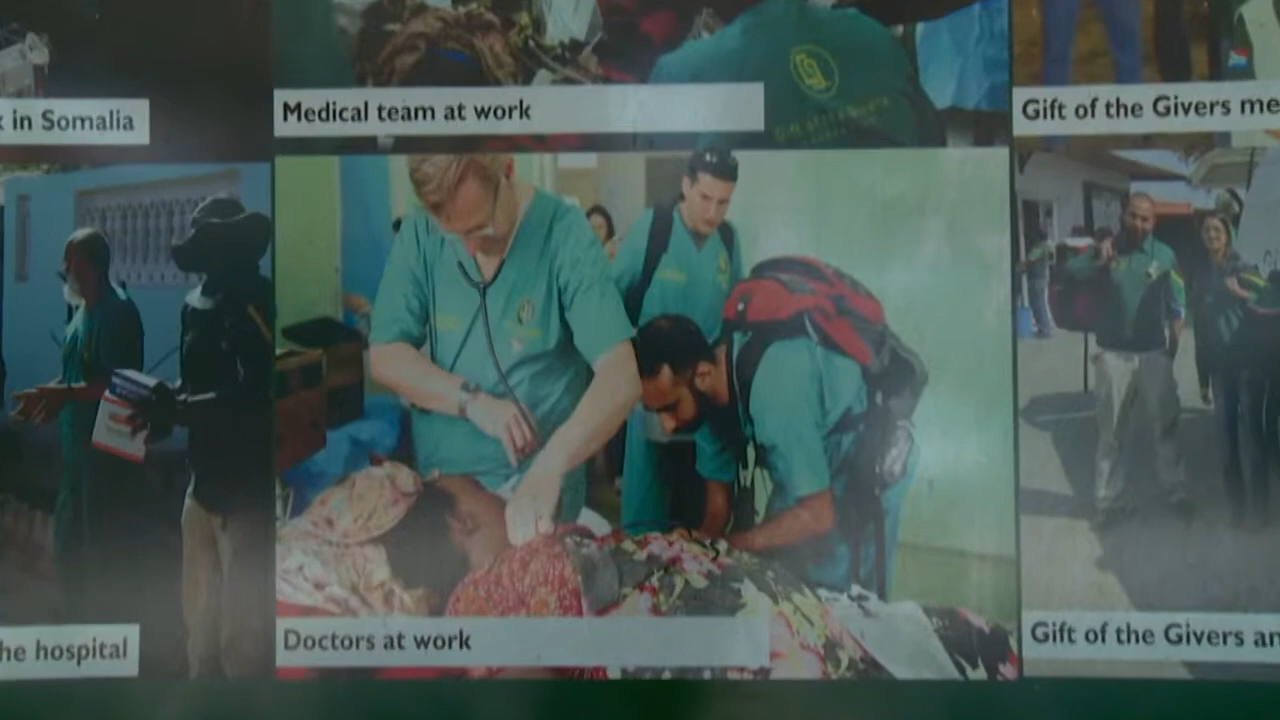 k in Somalia
Medical team at work
Gift of the Givers me
he hospital
Doctors at work
Gift of the Givers an